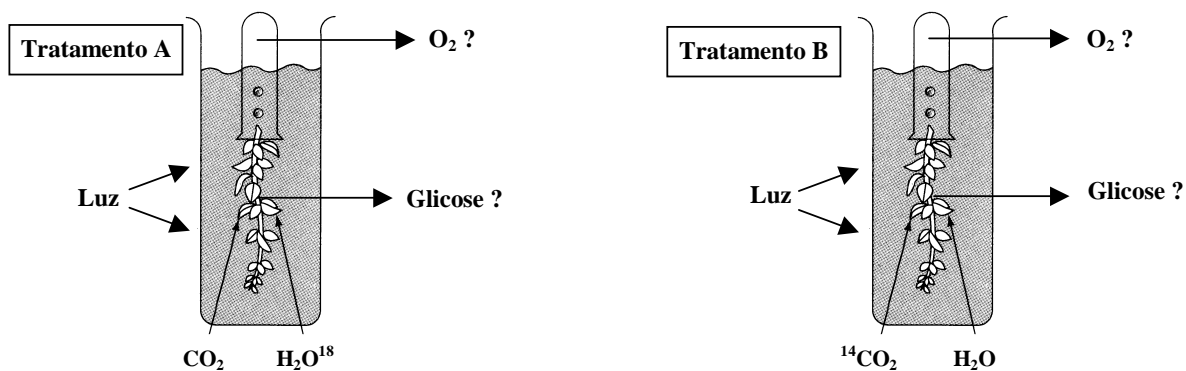 Tratamento A
O₂ ?
Luz
Glicose ?
CO₂ H₂O¹⁸
Tratamento B
O₂ ?
Luz
Glicose ?
¹⁴CO₂ H₂O